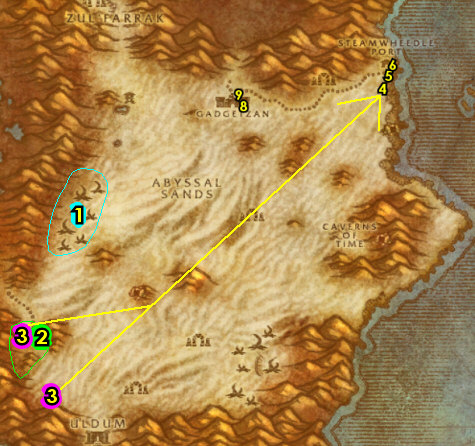 ZUL'FARRAK
STEAMWHEEDLE
PORT
6
5
4
9
8
GADGETZAN
ABYSSAL
SANDS
1
CAVERNS
OF
TIME
3
2
3
ULDUM